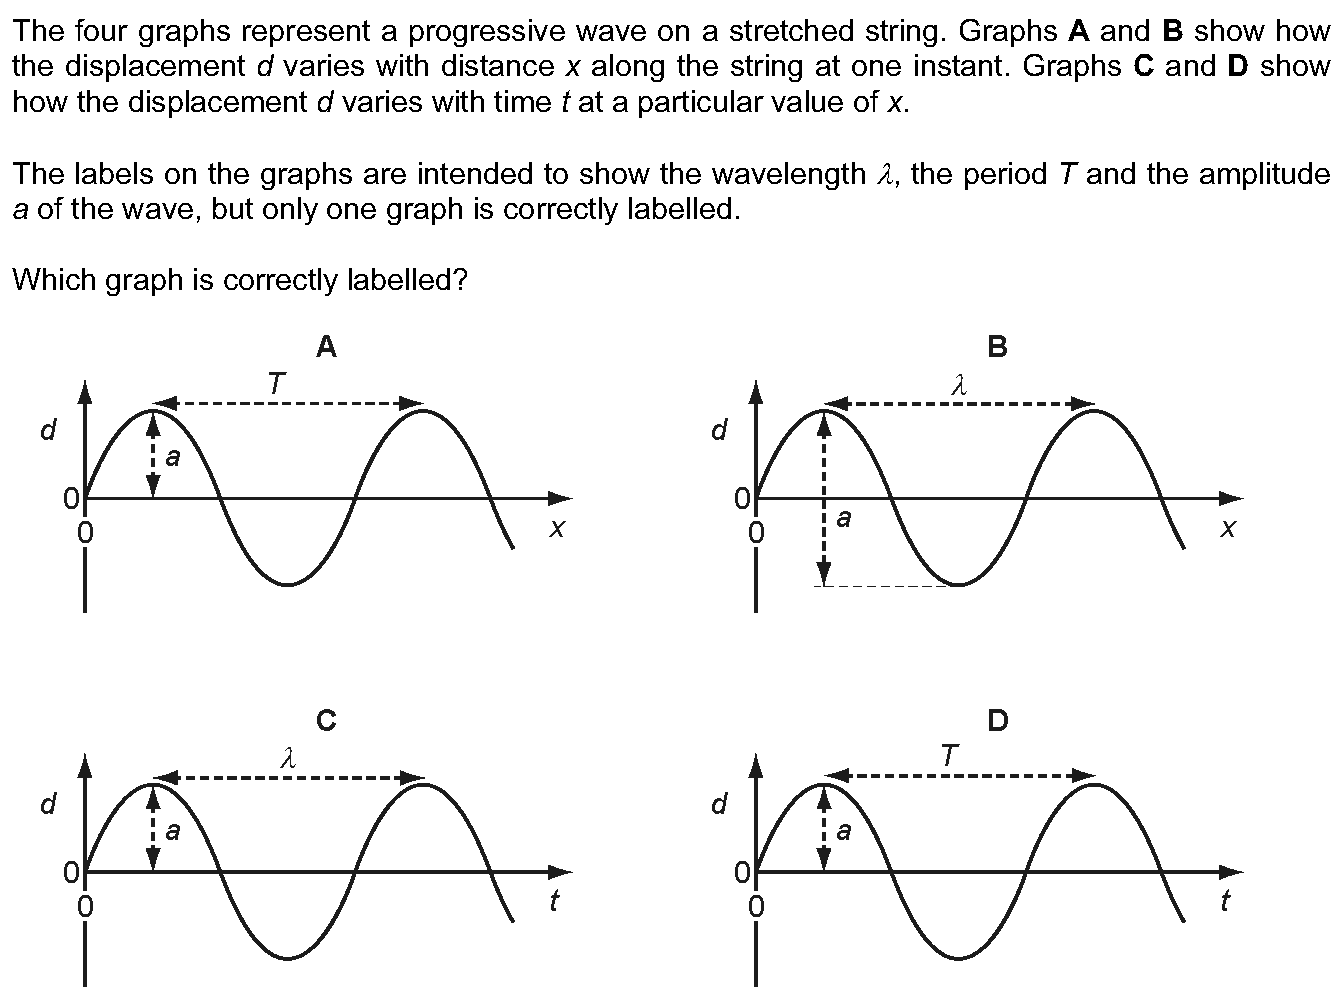 The four graphs represent a progressive wave on a stretched string. Graphs A and B show how
the displacement d varies with distance x along the string at one instant. Graphs C and D show
how the displacement d varies with time t at a particular value of x.
The labels on the graphs are intended to show the wavelength λ, the period T and the amplitude
a of the wave, but only one graph is correctly labelled.
Which graph is correctly labelled?
A
T
d
a
0
0
x
B
λ
d
0
a
0
x
C
λ
d
a
0
0
t
D
T
d
a
0
0
t